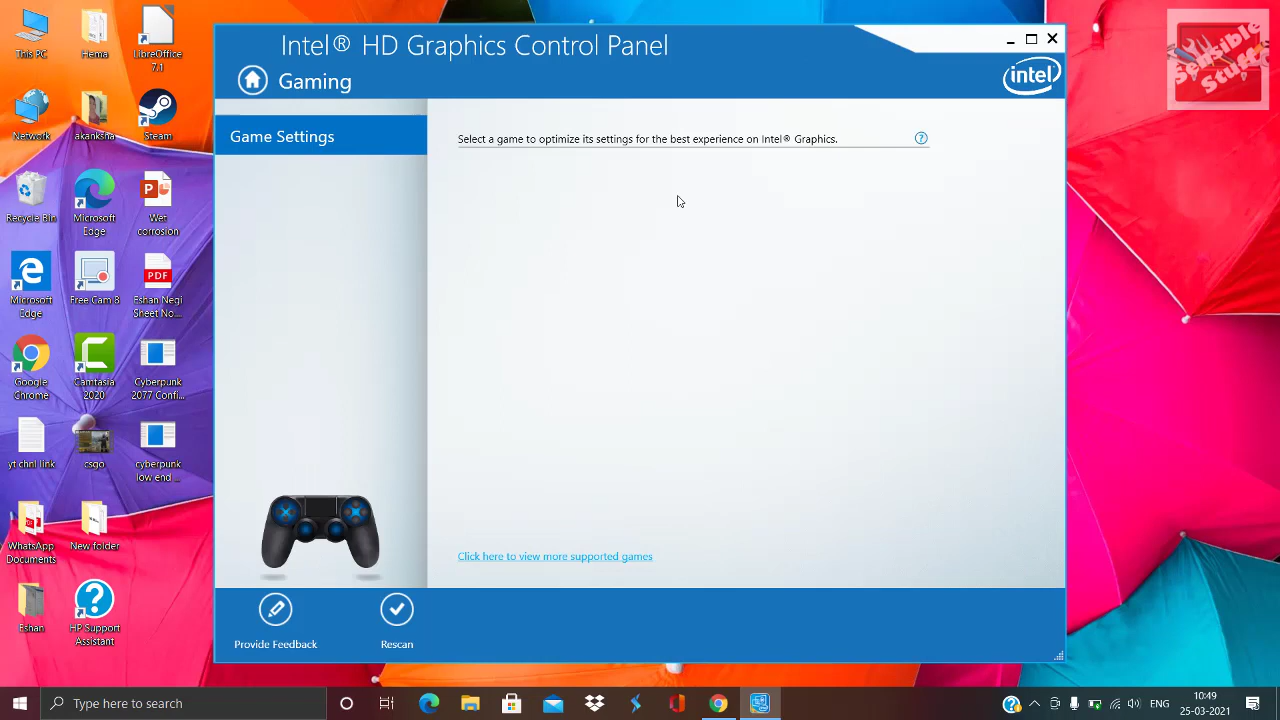 This PC
Hema
LibreOffice
7.1
Network
akanksha
Steam
Recycle Bin
Microsoft
Edge
Wet
corrosion
Microsoft
Edge
Free Cam 8
PDF
Eshan Negi
Sheet No....
Google
Chrome
Camtasia
2020
Cyberpunk
2077 Confi...
yt chnl link
csgo
cyberpunk
low end ...
WhatsApp
Documents
New folder
Eshan
HP Support
Assistant
Intel® HD Graphics Control Panel
Gaming
intel
Game Settings
Select a game to optimize its settings for the best experience on Intel® Graphics.
Click here to view more supported games
Provide Feedback
Rescan
Sensible
Stuff
Type here to search
ENG
10:49
25-03-2021